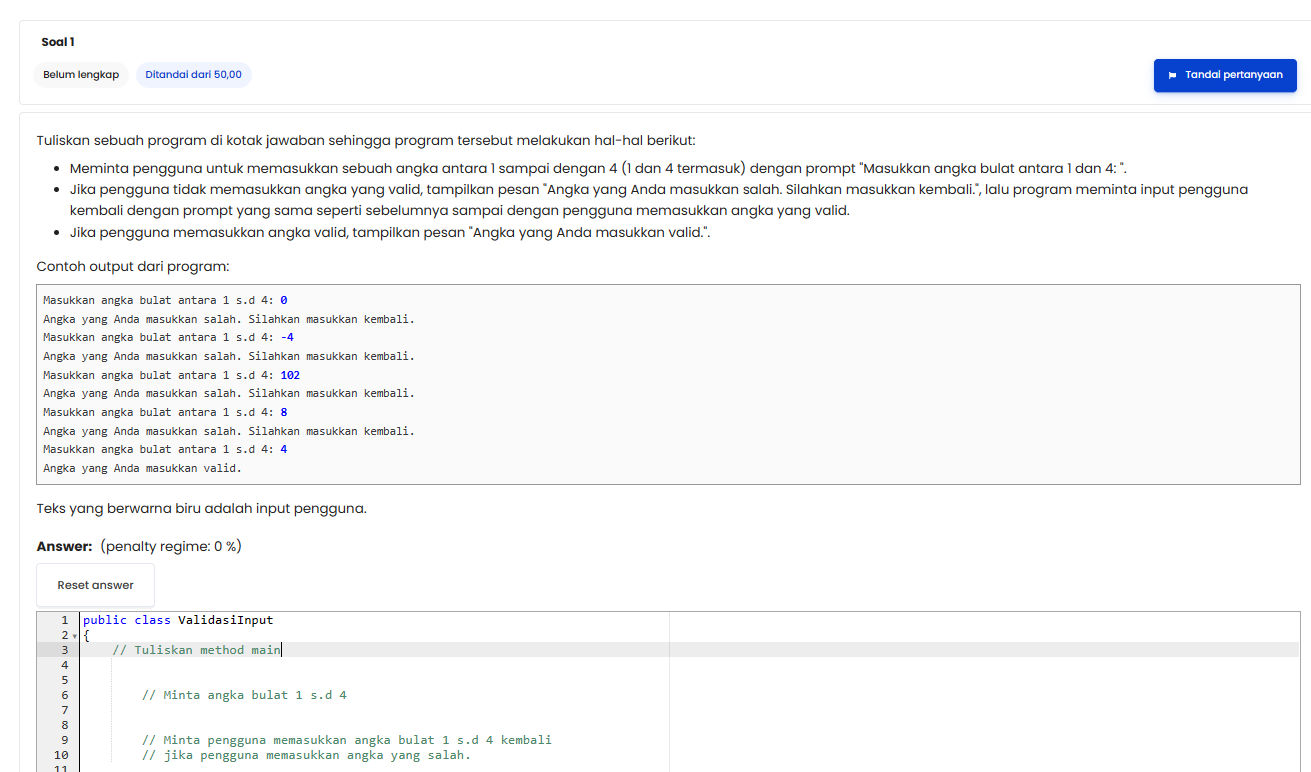 Soal 1
Belum lengkap
Ditandai dari 50,00
Tandai pertanyaan
Tuliskan sebuah program di kotak jawaban sehingga program tersebut melakukan hal-hal berikut:
Meminta pengguna untuk memasukkan sebuah angka antara 1 sampai dengan 4 (1 dan 4 termasuk) dengan prompt "Masukkan angka bulat antara 1 dan 4: ".
Jika pengguna tidak memasukkan angka yang valid, tampilkan pesan "Angka yang Anda masukkan salah. Silahkan masukkan kembali.", lalu program meminta input pengguna
kembali dengan prompt yang sama seperti sebelumnya sampai dengan pengguna memasukkan angka yang valid.
Jika pengguna memasukkan angka valid, tampilkan pesan "Angka yang Anda masukkan valid.".
Contoh output dari program:
Masukkan angka bulat antara 1 s.d 4: 0
Angka yang Anda masukkan salah. Silahkan masukkan kembali.
Masukkan angka bulat antara 1 s.d 4: -4
Angka yang Anda masukkan salah. Silahkan masukkan kembali.
Masukkan angka bulat antara 1 s.d 4: 102
Angka yang Anda masukkan salah. Silahkan masukkan kembali.
Masukkan angka bulat antara 1 s.d 4: 8
Angka yang Anda masukkan salah. Silahkan masukkan kembali.
Masukkan angka bulat antara 1 s.d 4: 4
Angka yang Anda masukkan valid.
Teks yang berwarna biru adalah input pengguna.
Answer: (penalty regime: 0 %)
Reset answer
1 public class ValidasiInput
2 {
3 // Tuliskan method main
4
5
6 // Minta angka bulat 1 s.d 4
7
8
9 // Minta pengguna memasukkan angka bulat 1 s.d 4 kembali
10 // jika pengguna memasukkan angka yang salah.
11